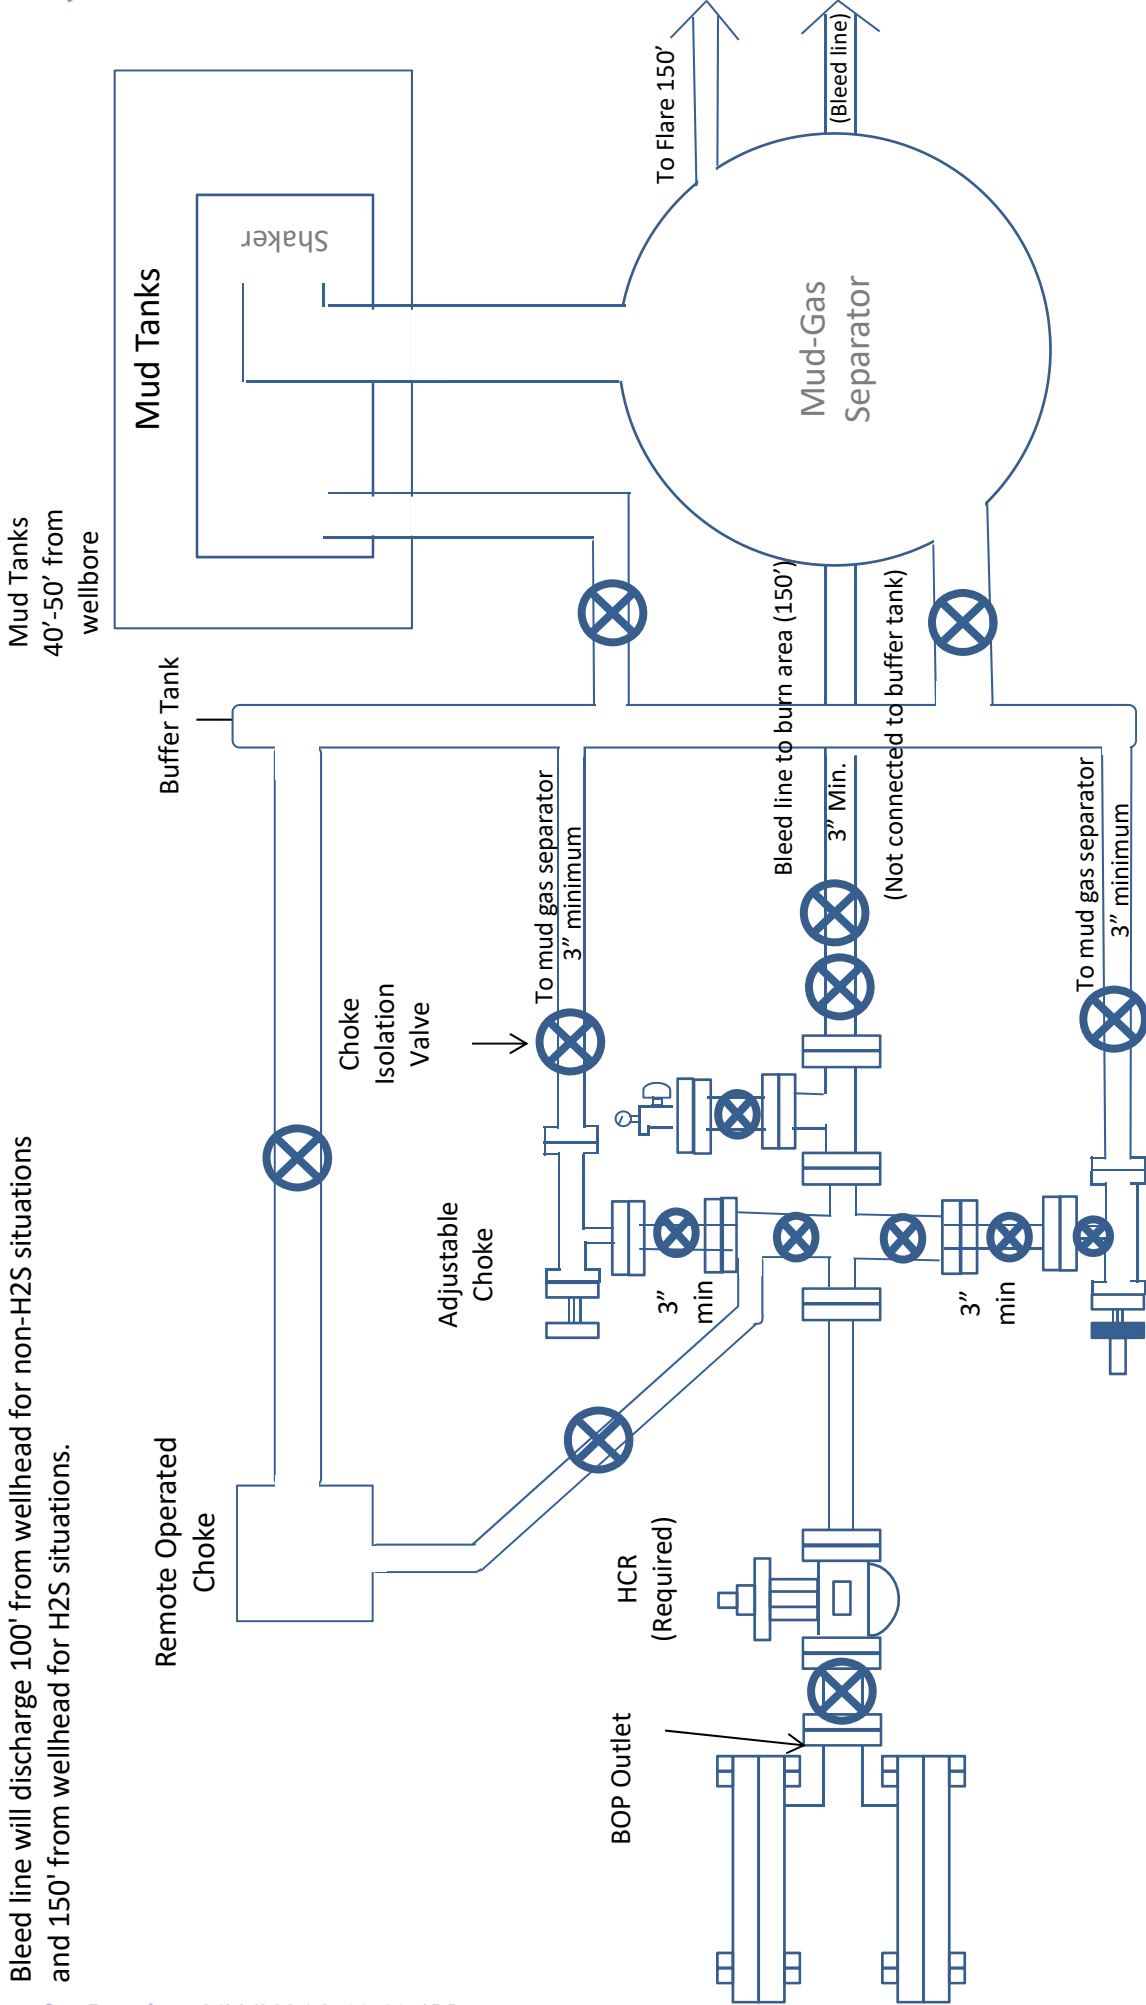 Bleed line will discharge 100' from wellhead for non-H2S situations
and 150' from wellhead for H2S situations.
Mud Tanks
40’-50’ from
wellbore
Mud Tanks
Shaker
Buffer Tank
Remote Operated
Choke
Choke
Isolation
Valve
Adjustable
Choke
To mud gas separator
3” minimum
To Flare 150’
(Bleed line)
Mud-Gas
Separator
Bleed line to burn area (150’)
3” Min.
(Not connected to buffer tank)
3”
min
HCR
(Required)
BOP Outlet
3”
min
To mud gas separator
3” minimum